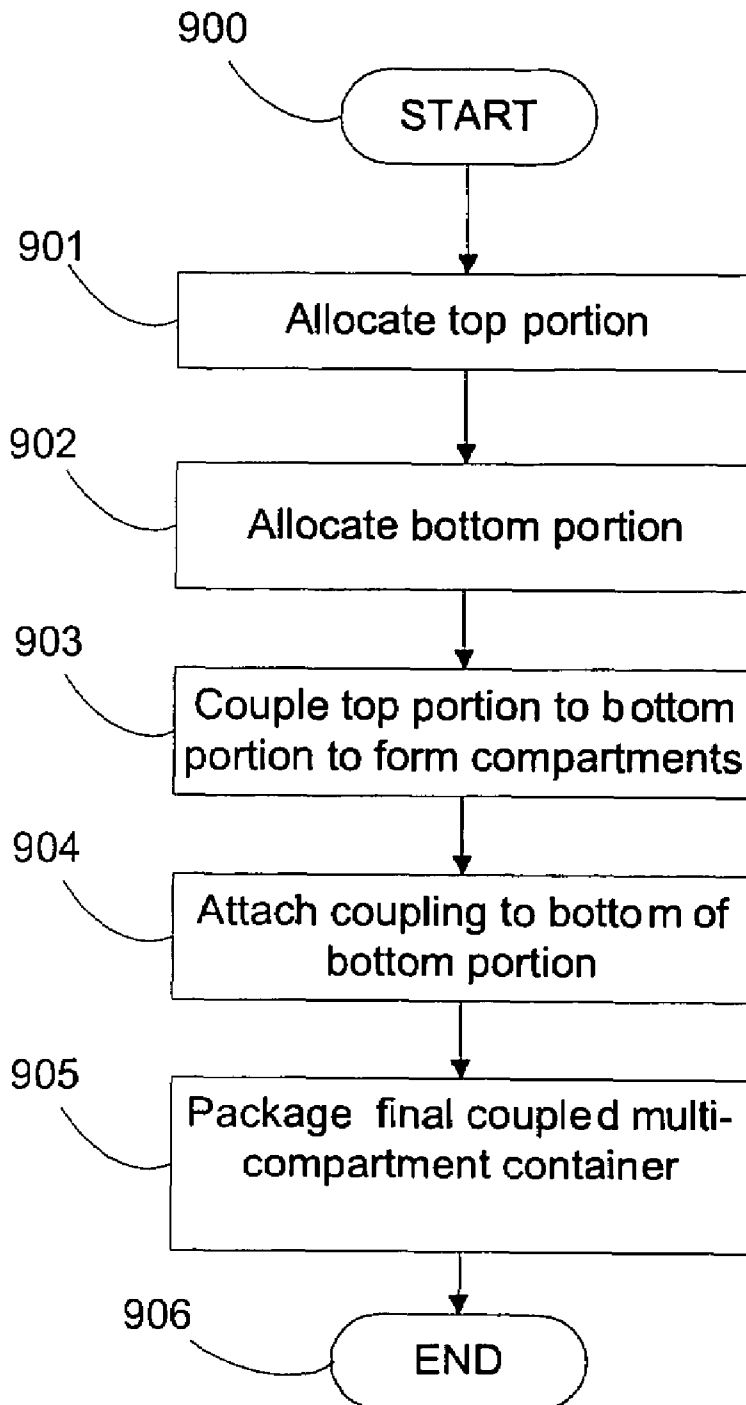 900
START
901
Allocate top portion
902
Allocate bottom portion
903
Couple top portion to bottom
portion to form compartments
904
Attach coupling to bottom of
bottom portion
905
Package final coupled multi-
compartment container
906
END